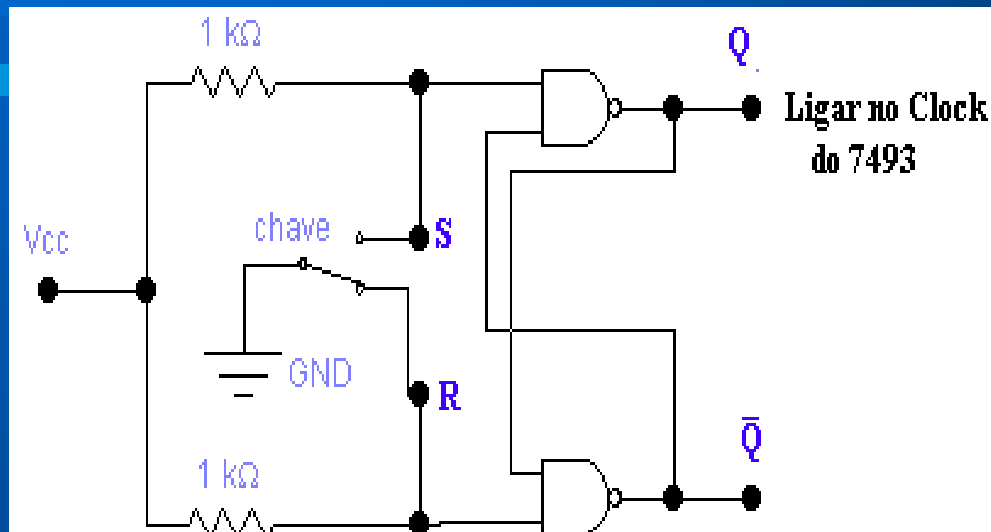 1 kΩ
Q
Ligar no Clock
do 7493
chave
S
Vcc
GND
R
Q̅
1 kΩ